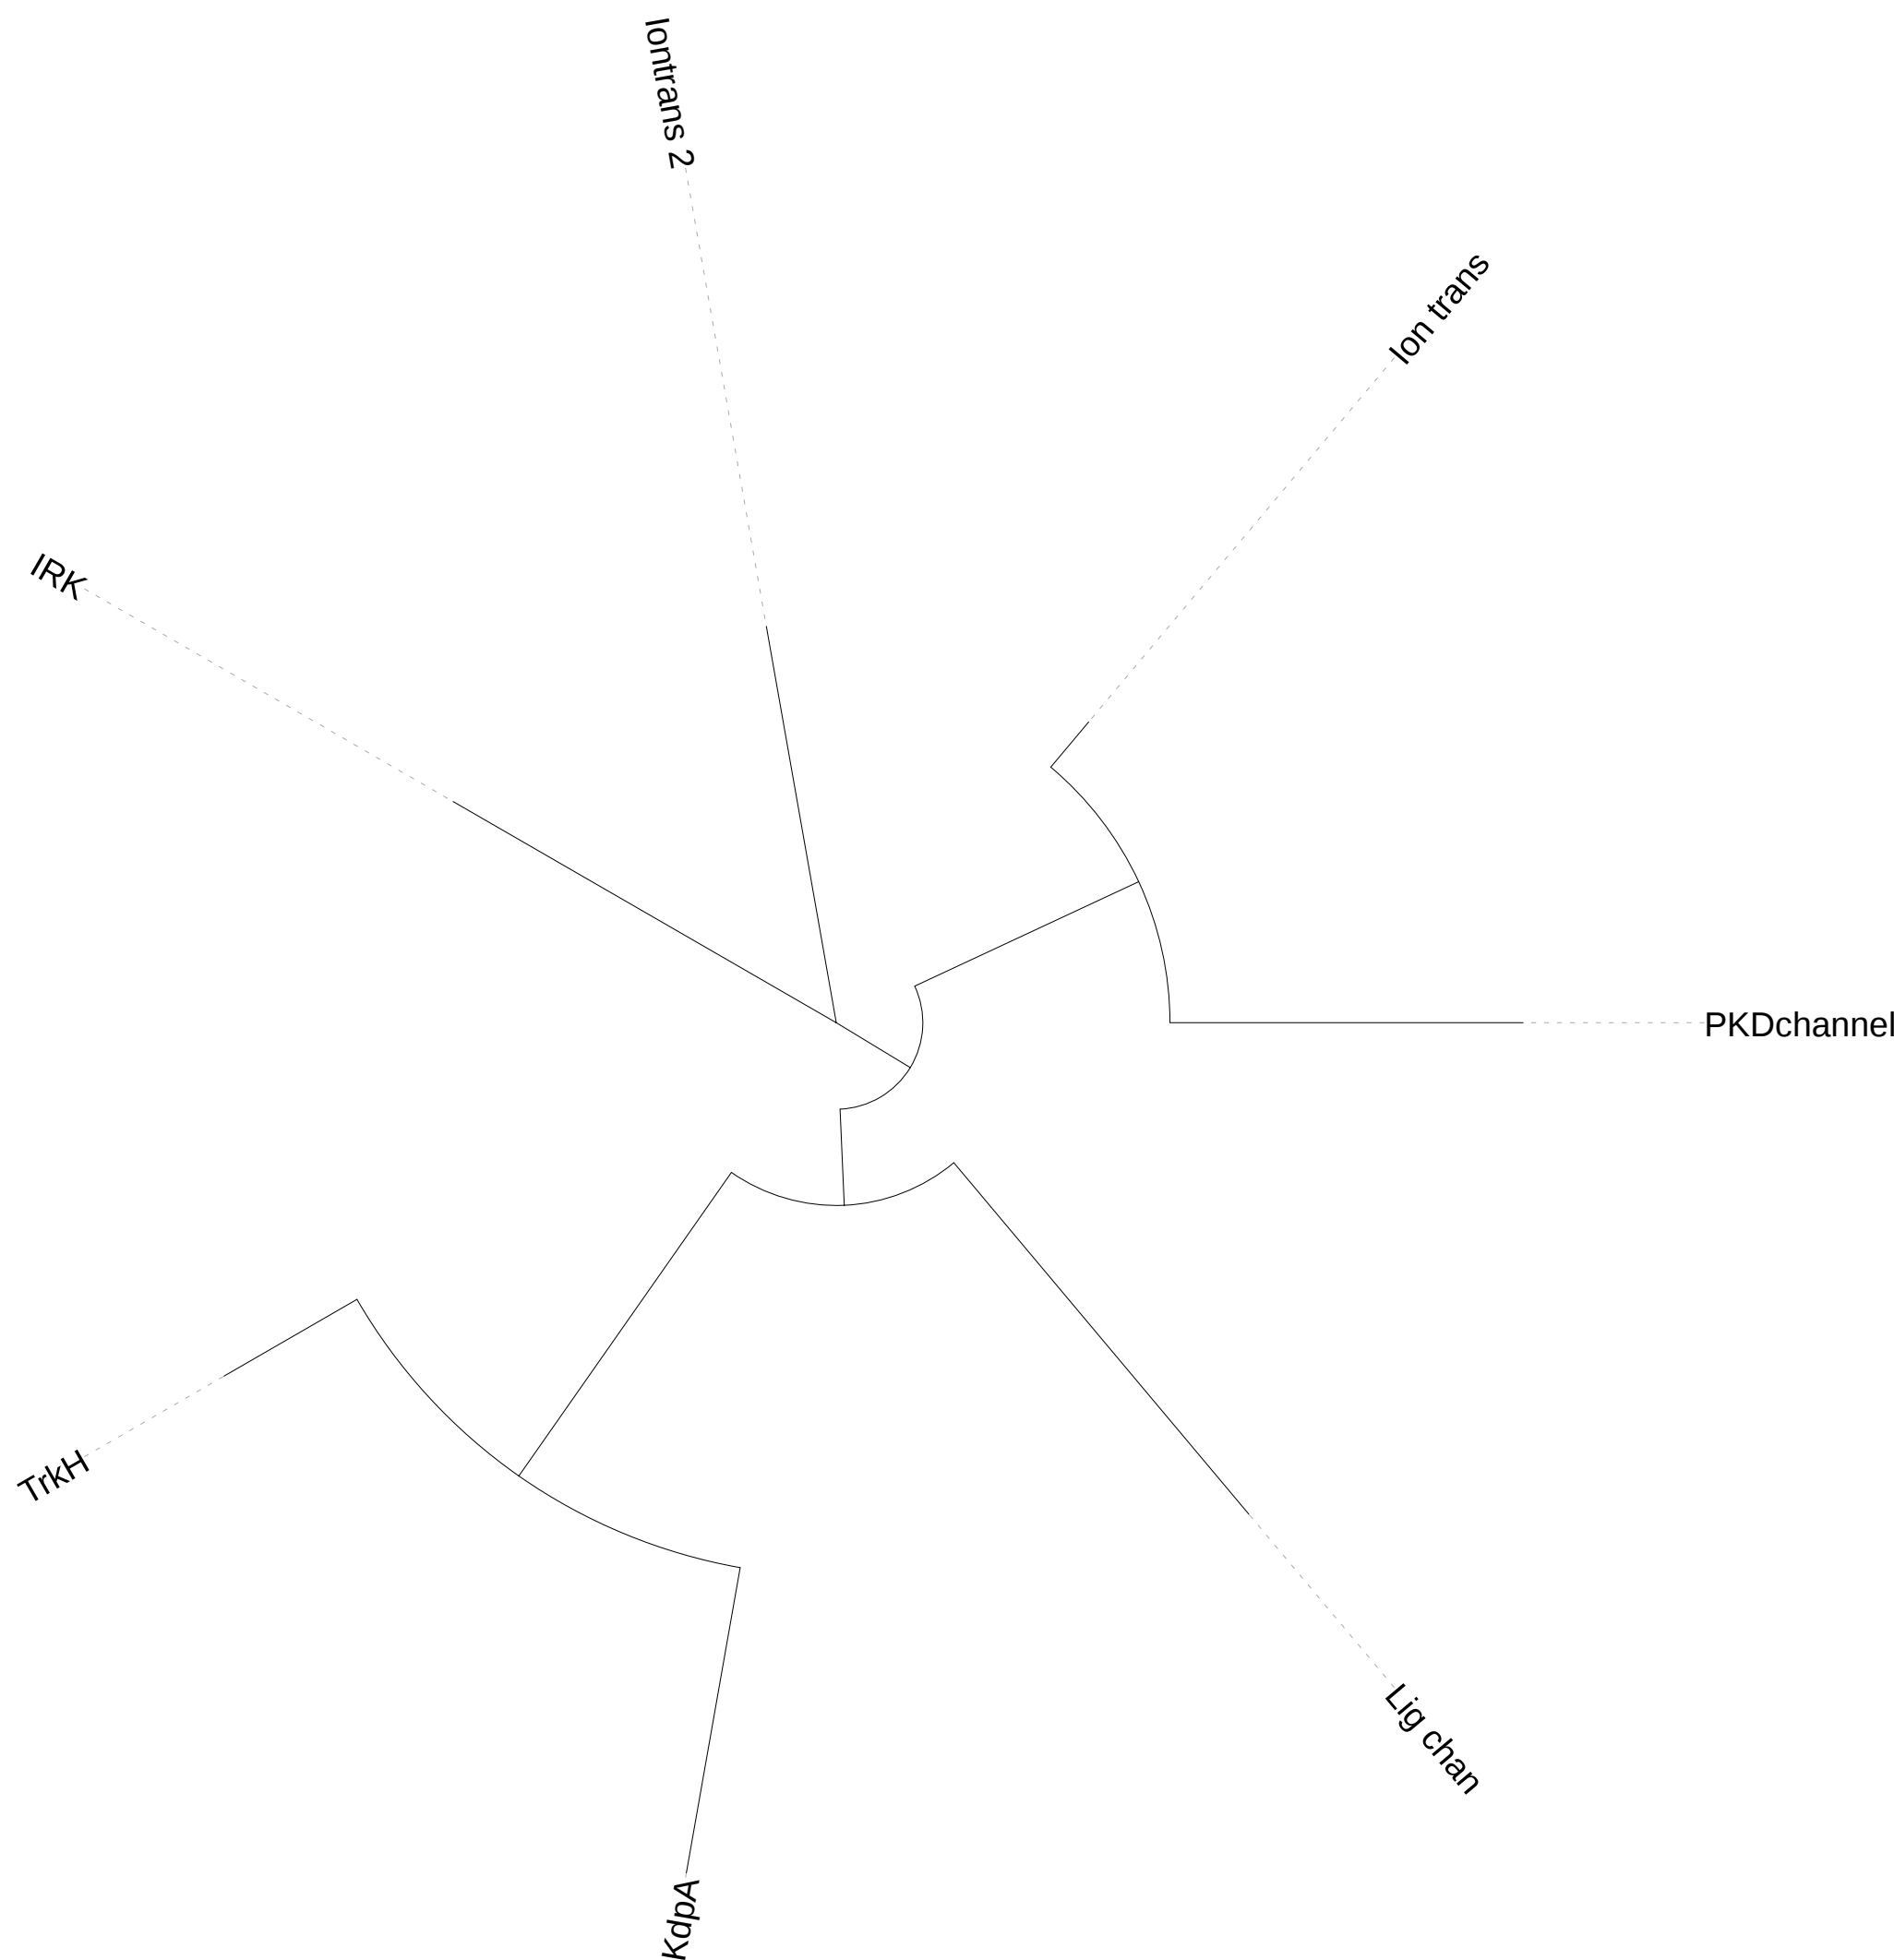 Iontrans 2
Ion trans
IRK
PKDchannel
TrkH
Lig chan
KdpA